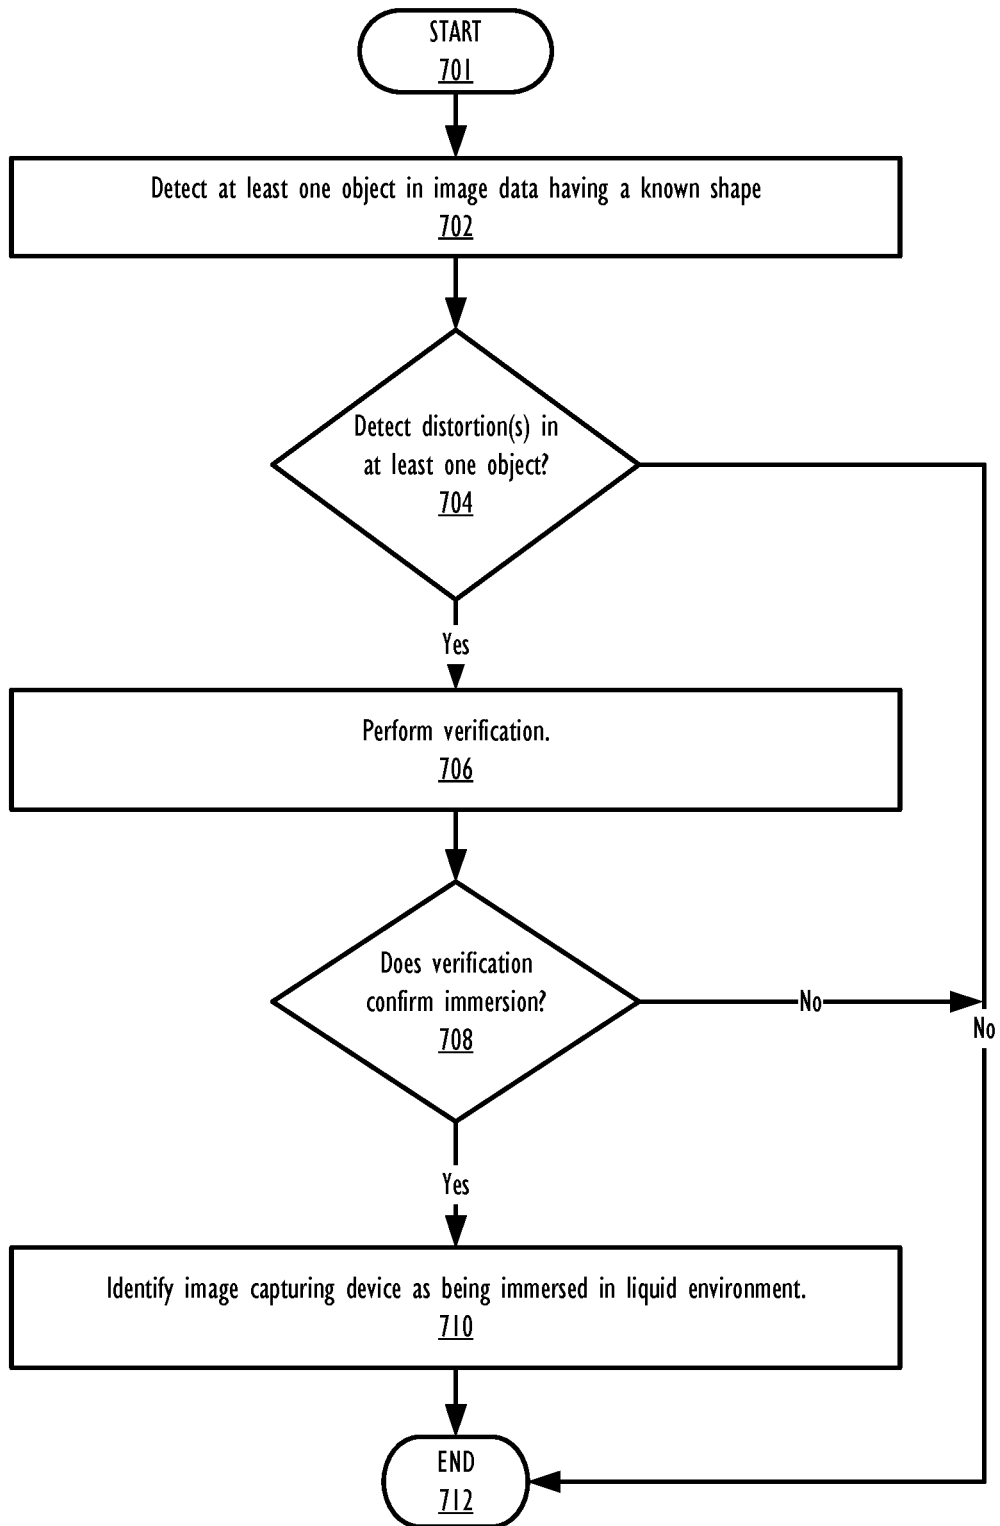 START
701
Detect at least one object in image data having a known shape
702
Detect distortion(s) in
at least one object?
704
Yes
Perform verification.
706
Does verification
confirm immersion?
708
No
No
Yes
Identify image capturing device as being immersed in liquid environment.
710
END
712